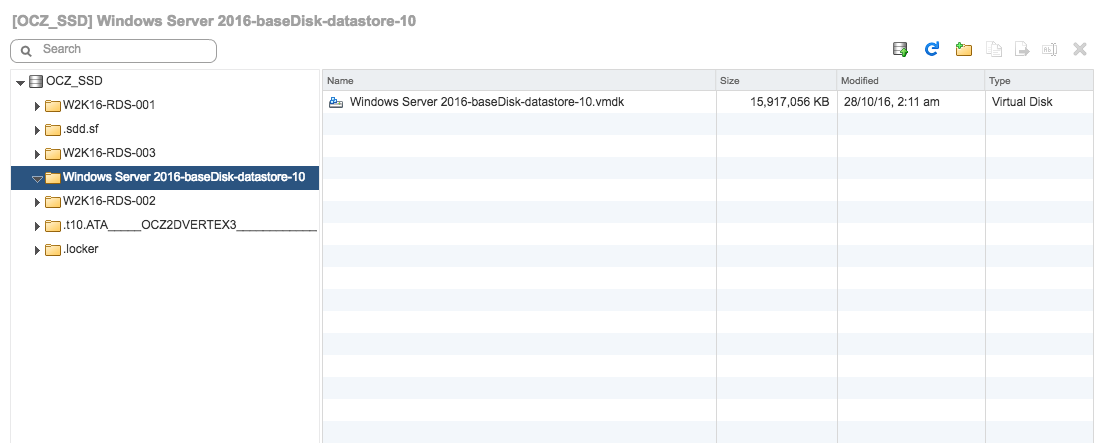 [OCZ_SSD] Windows Server 2016-baseDisk-datastore-10
Search
OCZ_SSD
W2K16-RDS-001
.sdd.sf
W2K16-RDS-003
Windows Server 2016-baseDisk-datastore-10
W2K16-RDS-002
.t10.ATA_____OCZ2DVERTEX3____________
.locker
Name Size Modified Type
Windows Server 2016-baseDisk-datastore-10.vmdk 15,917,056 KB 28/10/16, 2:11 am Virtual Disk